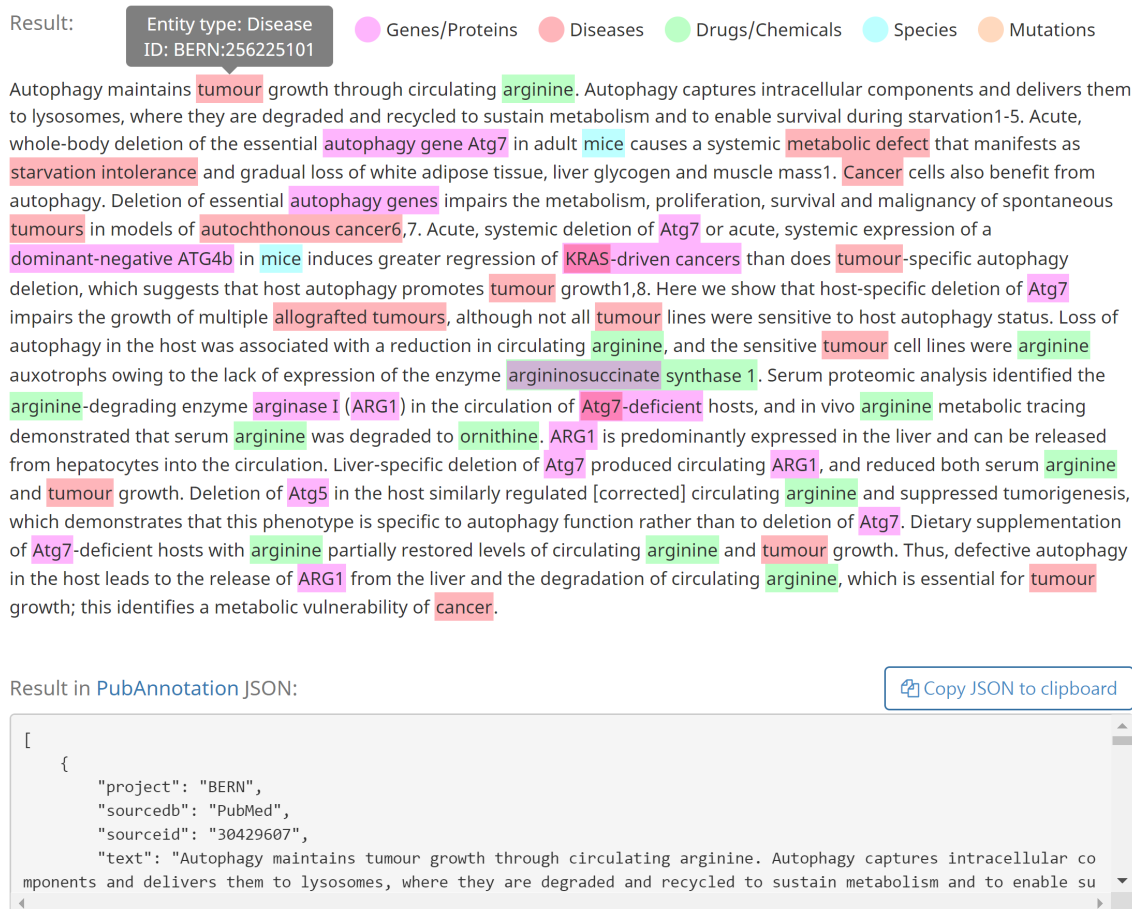 Result:
Entity type: Disease
ID: BERN:256225101
Genes/Proteins
Diseases
Drugs/Chemicals
Species
Mutations
Autophagy maintains tumour growth through circulating arginine. Autophagy captures intracellular components and delivers them
to lysosomes, where they are degraded and recycled to sustain metabolism and to enable survival during starvation1-5. Acute,
whole-body deletion of the essential autophagy gene Atg7 in adult mice causes a systemic metabolic defect that manifests as
starvation intolerance and gradual loss of white adipose tissue, liver glycogen and muscle mass1. Cancer cells also benefit from
autophagy. Deletion of essential autophagy genes impairs the metabolism, proliferation, survival and malignancy of spontaneous
tumours in models of autochthonous cancer6,7. Acute, systemic deletion of Atg7 or acute, systemic expression of a
dominant-negative ATG4b in mice induces greater regression of KRAS-driven cancers than does tumour-specific autophagy
deletion, which suggests that host autophagy promotes tumour growth1,8. Here we show that host-specific deletion of Atg7
impairs the growth of multiple allografted tumours, although not all tumour lines were sensitive to host autophagy status. Loss of
autophagy in the host was associated with a reduction in circulating arginine, and the sensitive tumour cell lines were arginine
auxotrophs owing to the lack of expression of the enzyme argininosuccinate synthase 1. Serum proteomic analysis identified the
arginine-degrading enzyme arginase I (ARG1) in the circulation of Atg7-deficient hosts, and in vivo arginine metabolic tracing
demonstrated that serum arginine was degraded to ornithine. ARG1 is predominantly expressed in the liver and can be released
from hepatocytes into the circulation. Liver-specific deletion of Atg7 produced circulating ARG1, and reduced both serum arginine
and tumour growth. Deletion of Atg5 in the host similarly regulated [corrected] circulating arginine and suppressed tumorigenesis,
which demonstrates that this phenotype is specific to autophagy function rather than to deletion of Atg7. Dietary supplementation
of Atg7-deficient hosts with arginine partially restored levels of circulating arginine and tumour growth. Thus, defective autophagy
in the host leads to the release of ARG1 from the liver and the degradation of circulating arginine, which is essential for tumour
growth; this identifies a metabolic vulnerability of cancer.
Result in PubAnnotation JSON:
Copy JSON to clipboard
[
{
"project": "BERN",
"sourcedb": "PubMed",
"sourceid": "30429607",
"text": "Autophagy maintains tumour growth through circulating arginine. Autophagy captures intracellular co
mponents and delivers them to lysosomes, where they are degraded and recycled to sustain metabolism and to enable su